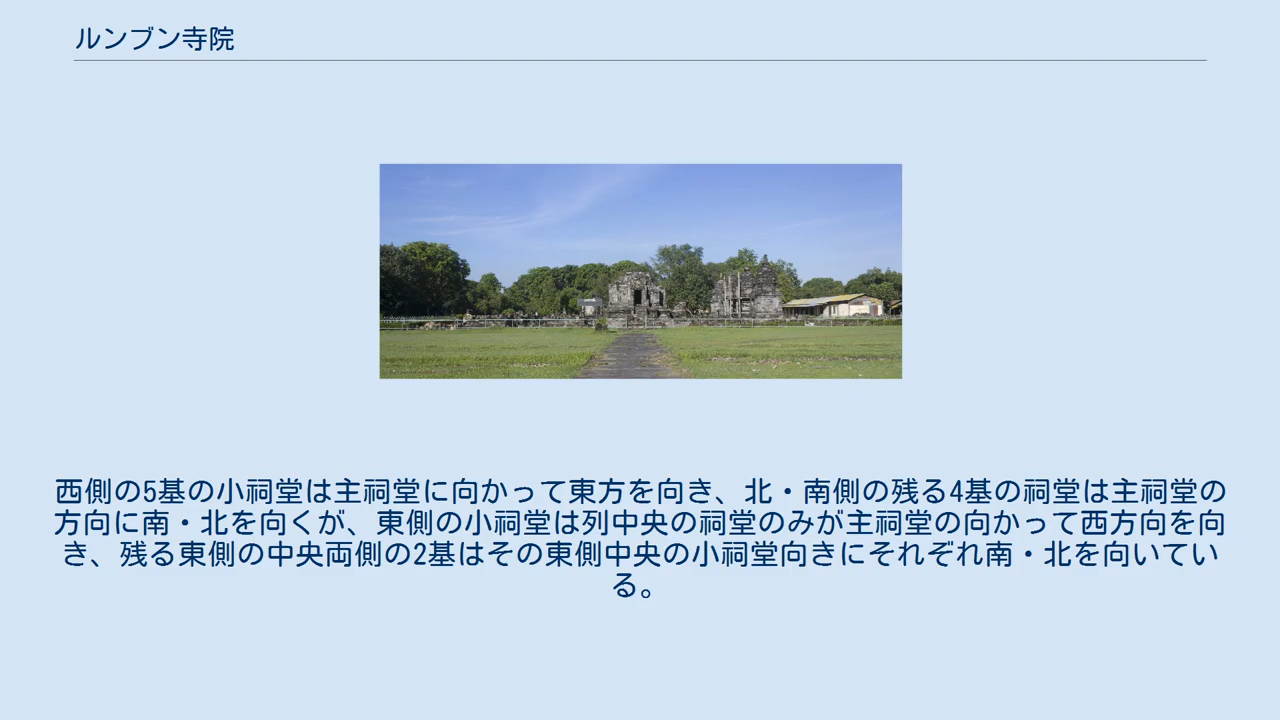 ルンブン寺院
西側の5基の小祠堂は主祠堂に向かって東方を向き、北・南側の残る4基の祠堂は主祠堂の
方向に南・北を向くが、東側の小祠堂は列中央の祠堂のみが主祠堂の向かって西方向を向
き、残る東側の中央両側の2基はその東側中央の小祠堂向きにそれぞれ南・北を向いてい
る。